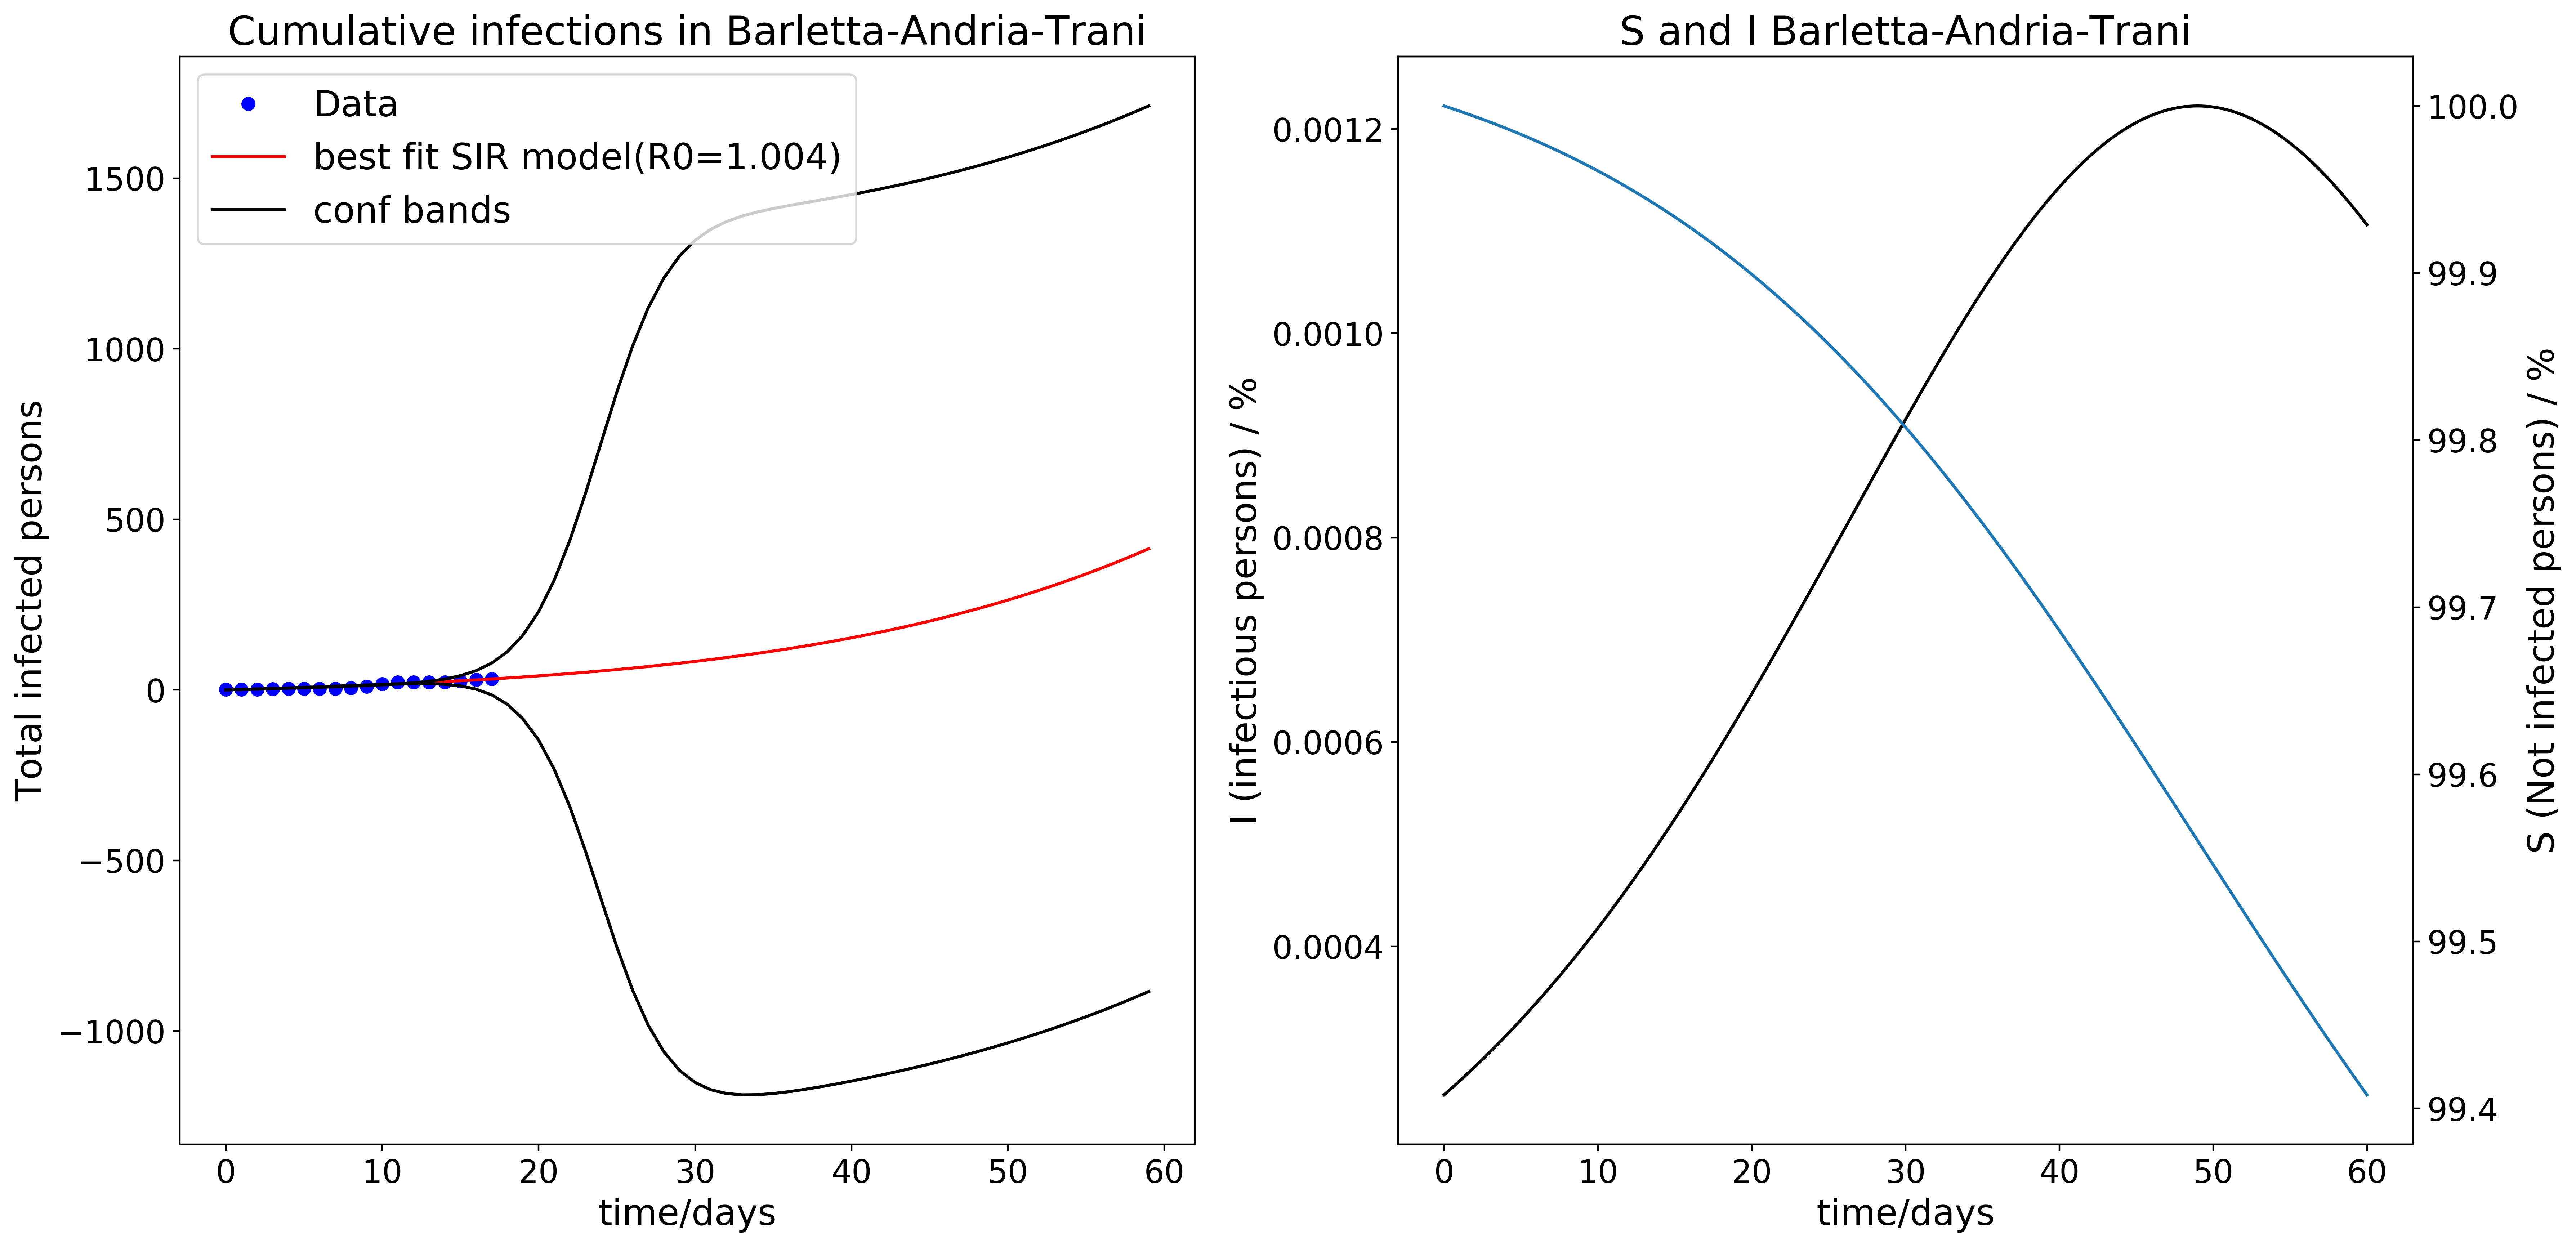 Cumulative infections in Barletta-Andria-Trani
Data
best fit SIR model(R0=1.004)
conf bands
Total infected persons
1500
1000
500
0
−500
−1000
0 10 20 30 40 50 60
time/days
S and I Barletta-Andria-Trani
I (infectious persons) / %
0.0012
0.0010
0.0008
0.0006
0.0004
0 10 20 30 40 50 60
time/days
100.0
99.9
99.8
99.7
99.6
99.5
99.4
S (Not infected persons) / %